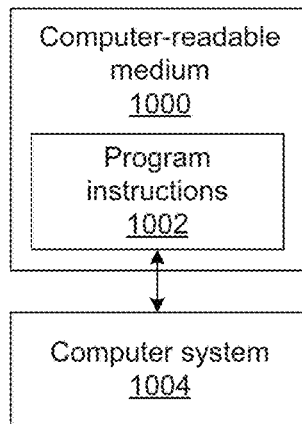 Computer-readable
medium
1000
Program
instructions
1002
Computer system
1004